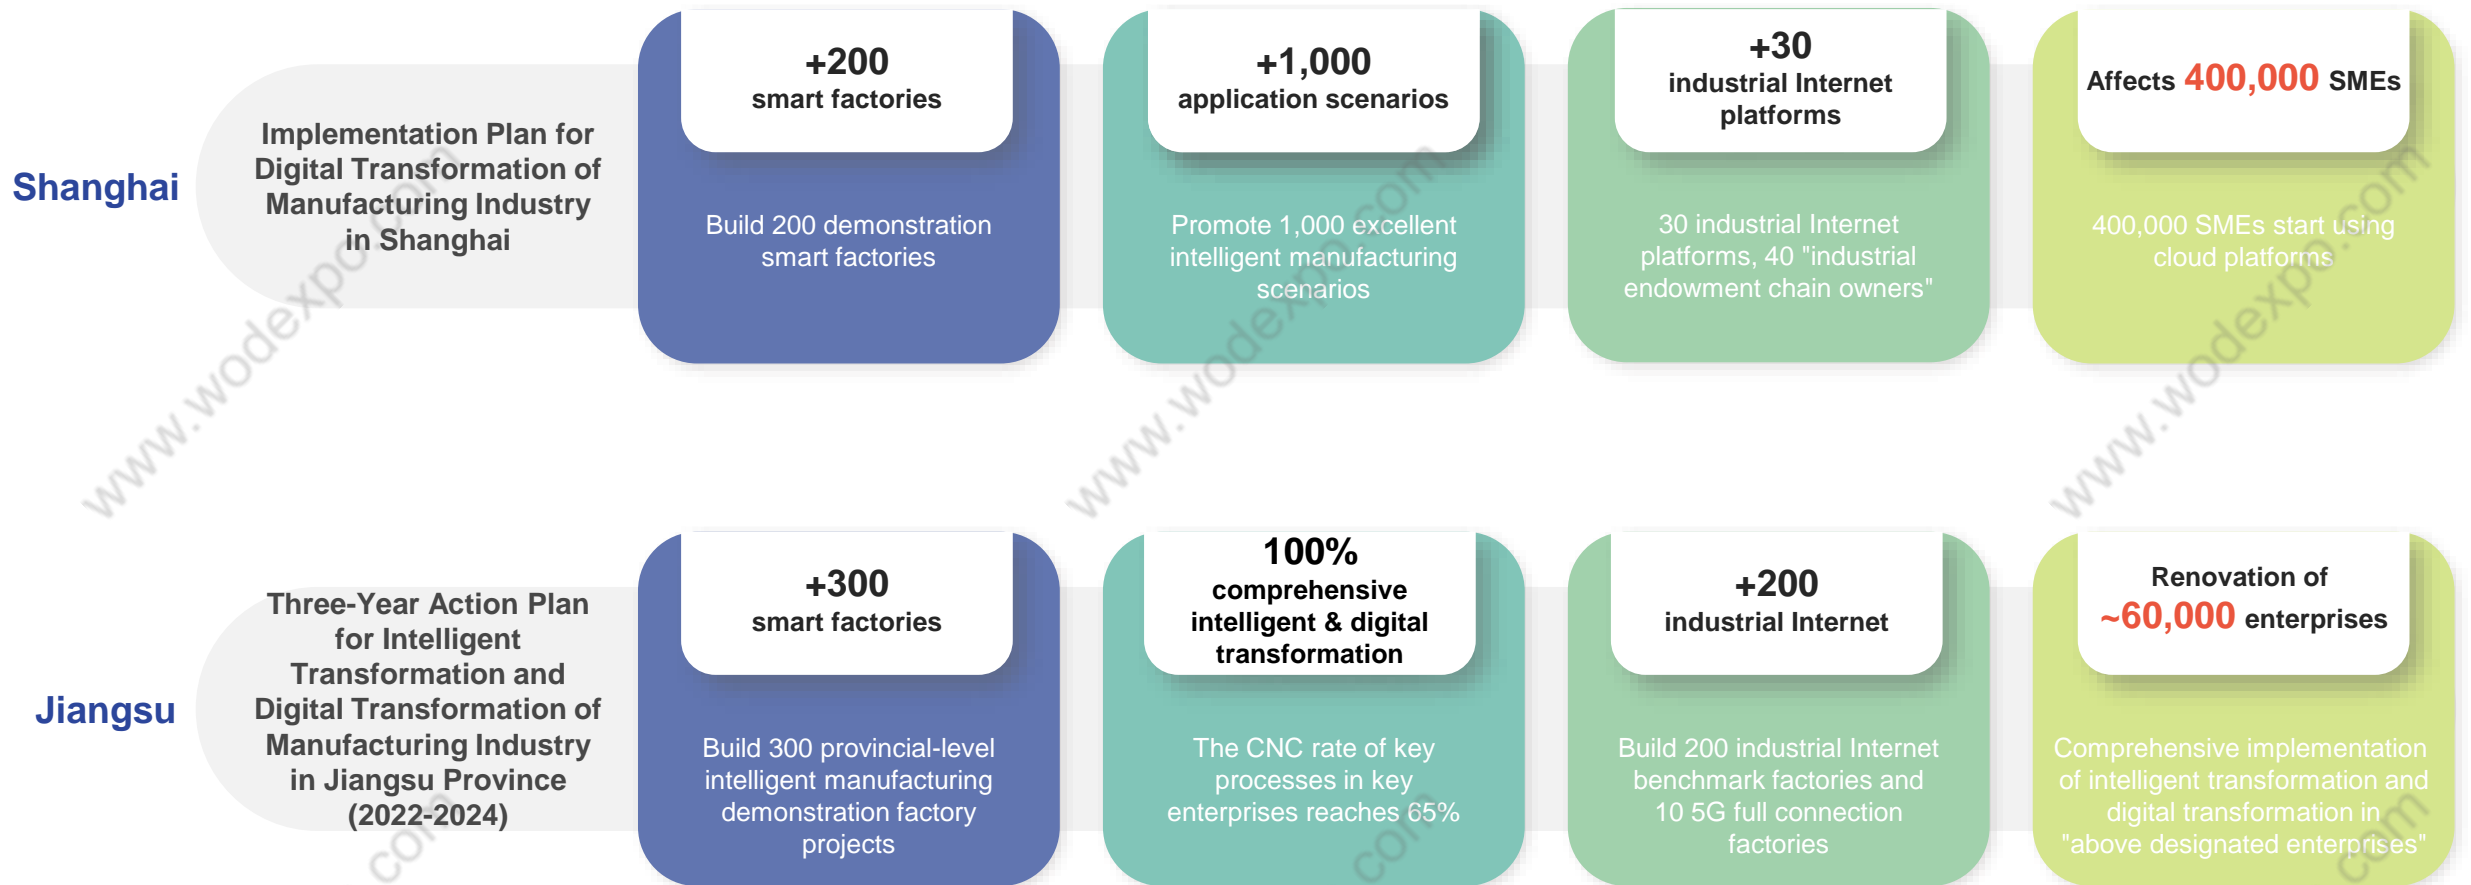 Shanghai
Implementation Plan for
Digital Transformation of
Manufacturing Industry
in Shanghai
+200
smart factories
Build 200 demonstration
smart factories
+1,000
application scenarios
Promote 1,000 excellent
intelligent manufacturing
scenarios
+30
industrial Internet
platforms
30 industrial Internet
platforms, 40 "industrial
endowment chain owners"
Affects 400,000 SMEs
400,000 SMEs start using
cloud platforms
www.wodexpo.com
www.wodexpo.com
www.wodexpo.com
Jiangsu
Three-Year Action Plan
for Intelligent
Transformation and
Digital Transformation of
Manufacturing Industry
in Jiangsu Province
(2022-2024)
+300
smart factories
Build 300 provincial-level
intelligent manufacturing
demonstration factory
projects
100%
comprehensive
intelligent & digital
transformation
The CNC rate of key
processes in key
enterprises reaches 65%
+200
industrial Internet
Build 200 industrial Internet
benchmark factories and
10 5G full connection
factories
Renovation of
~60,000 enterprises
Comprehensive implementation
of intelligent transformation and
digital transformation in
"above designated enterprises"
com
com
com